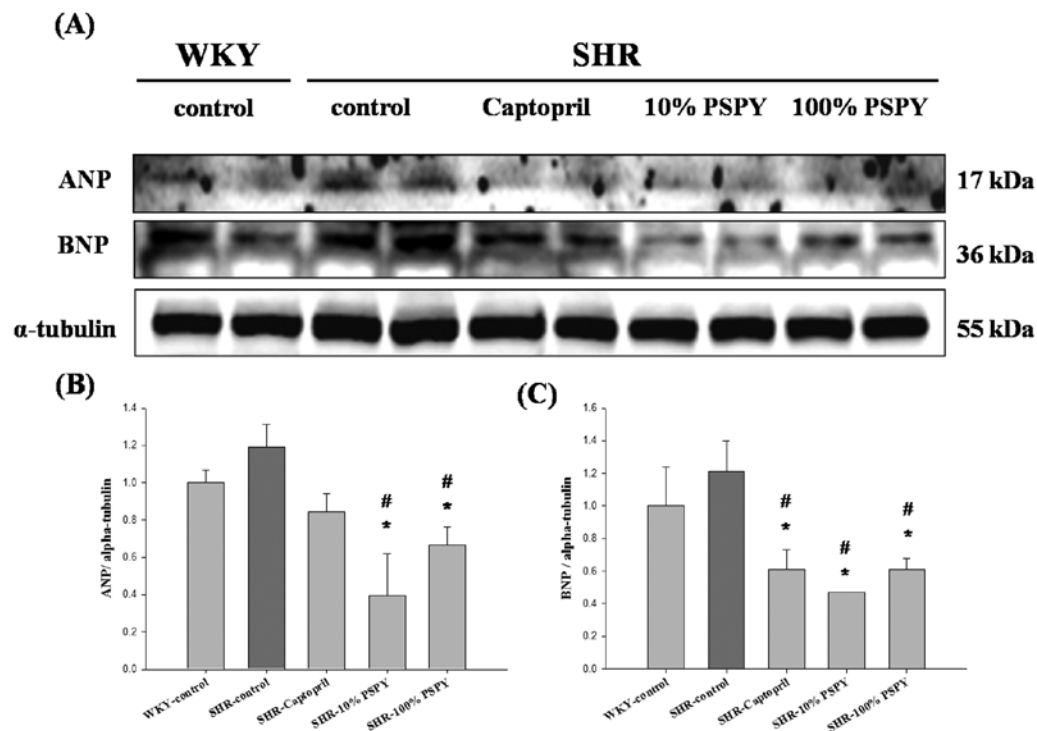 (A)
WKY SHR
control control Captopril 10% PSPY 100% PSPY
ANP 17 kDa
BNP 36 kDa
α-tubulin 55 kDa
(B)
ANP/ alpha-tubulin
1.4
1.2
1.0
0.8
0.6
0.4
0.2
0.0
# #
* *
WKY-control
SHR-control
SHR-Captopril
SHR-10% PSPY
SHR-100% PSPY
(C)
BNP / alpha-tubulin
1.6
1.4
1.2
1.0
0.8
0.6
0.4
0.2
0.0
# # #
* * *
WKY-control
SHR-control
SHR-Captopril
SHR-10% PSPY
SHR-100% PSPY